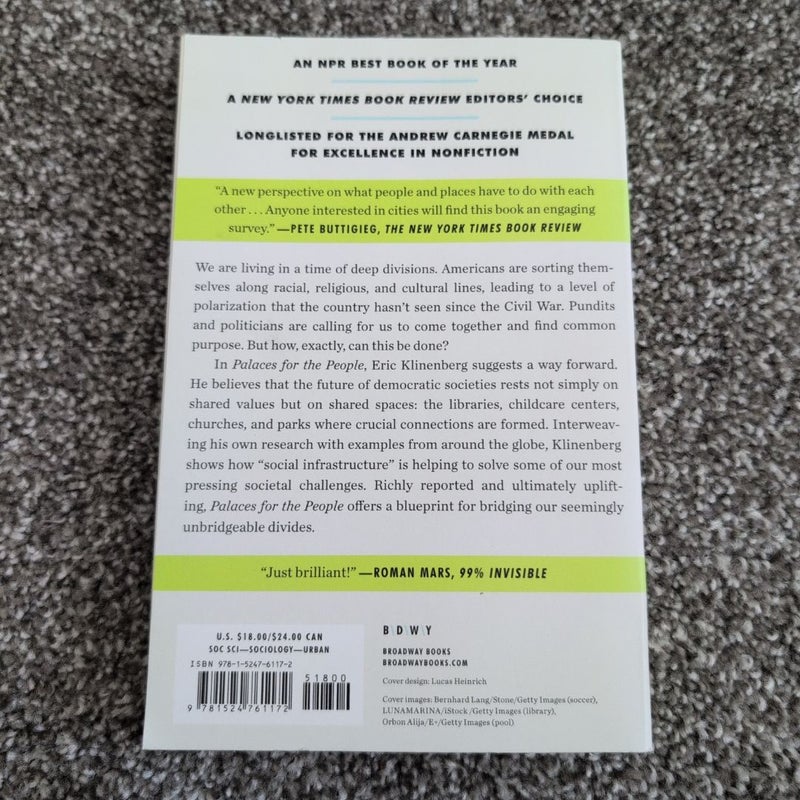 AN NPR BEST BOOK OF THE YEAR
A NEW YORK TIMES BOOK REVIEW EDITORS' CHOICE
LONGLISTED FOR THE ANDREW CARNEGIE MEDAL
FOR EXCELLENCE IN NONFICTION
“A new perspective on what people and places have to do with each
other . . . Anyone interested in cities will find this book an engaging
survey.” —PETE BUTTIGIEG, THE NEW YORK TIMES BOOK REVIEW
We are living in a time of deep divisions. Americans are sorting them-
selves along racial, religious, and cultural lines, leading to a level of
polarization that the country hasn't seen since the Civil War. Pundits
and politicians are calling for us to come together and find common
purpose. But how, exactly, can this be done?
In Palaces for the People, Eric Klinenberg suggests a way forward.
He believes that the future of democratic societies rests not simply on
shared values but on shared spaces: the libraries, childcare centers,
churches, and parks where crucial connections are formed. Interweav-
ing his own research with examples from around the globe, Klinenberg
shows how “social infrastructure” is helping to solve some of our most
pressing societal challenges. Richly reported and ultimately uplift-
ing, Palaces for the People offers a blueprint for bridging our seemingly
unbridgeable divides.
“Just brilliant!” —ROMAN MARS, 99% INVISIBLE
U.S. $18.00/$24.00 CAN
SOC SCI—SOCIOLOGY—URBAN
ISBN 978-1-5247-6117-2
51800
9 781524 761172
B\D\W\Y
BROADWAY BOOKS
BROADWAYBOOKS.COM
Cover design: Lucas Heinrich
Cover images: Bernhard Lang/Stone/Getty Images (soccer),
LUNAMARINA/iStock /Getty Images (library),
Orbon Alija/E+/Getty Images (pool)